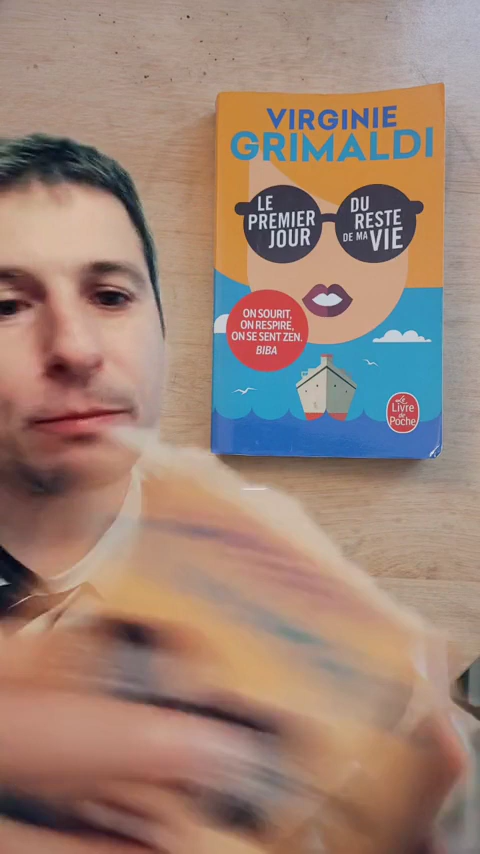 VIRGINIE
GRIMALDI
LE
PREMIER
JOUR
DU
RESTE
DE MA VIE
ON SOURIT,
ON RESPIRE,
ON SE SENT ZEN.
BIBA
Le
Livre
de
Poche